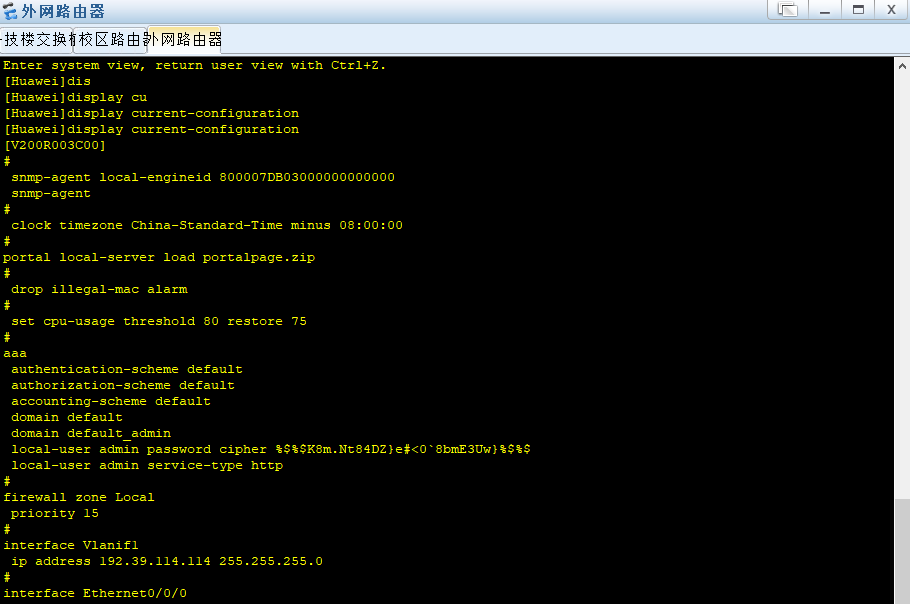 外网路由器
技楼交换
校区路由
外网路由器
Enter system view, return user view with Ctrl+Z.
[Huawei]dis
[Huawei]display cu
[Huawei]display current-configuration
[Huawei]display current-configuration
[V200R003C00]
#
 snmp-agent local-engineid 800007DB03000000000000
 snmp-agent
#
 clock timezone China-Standard-Time minus 08:00:00
#
portal local-server load portalpage.zip
#
 drop illegal-mac alarm
#
 set cpu-usage threshold 80 restore 75
#
aaa
 authentication-scheme default
 authorization-scheme default
 accounting-scheme default
 domain default
 domain default_admin
 local-user admin password cipher %$%$K8m.Nt84DZ}e#<0`8bmE3Uw}%$%$
 local-user admin service-type http
#
firewall zone Local
 priority 15
#
interface Vlanif1
 ip address 192.39.114.114 255.255.255.0
#
interface Ethernet0/0/0